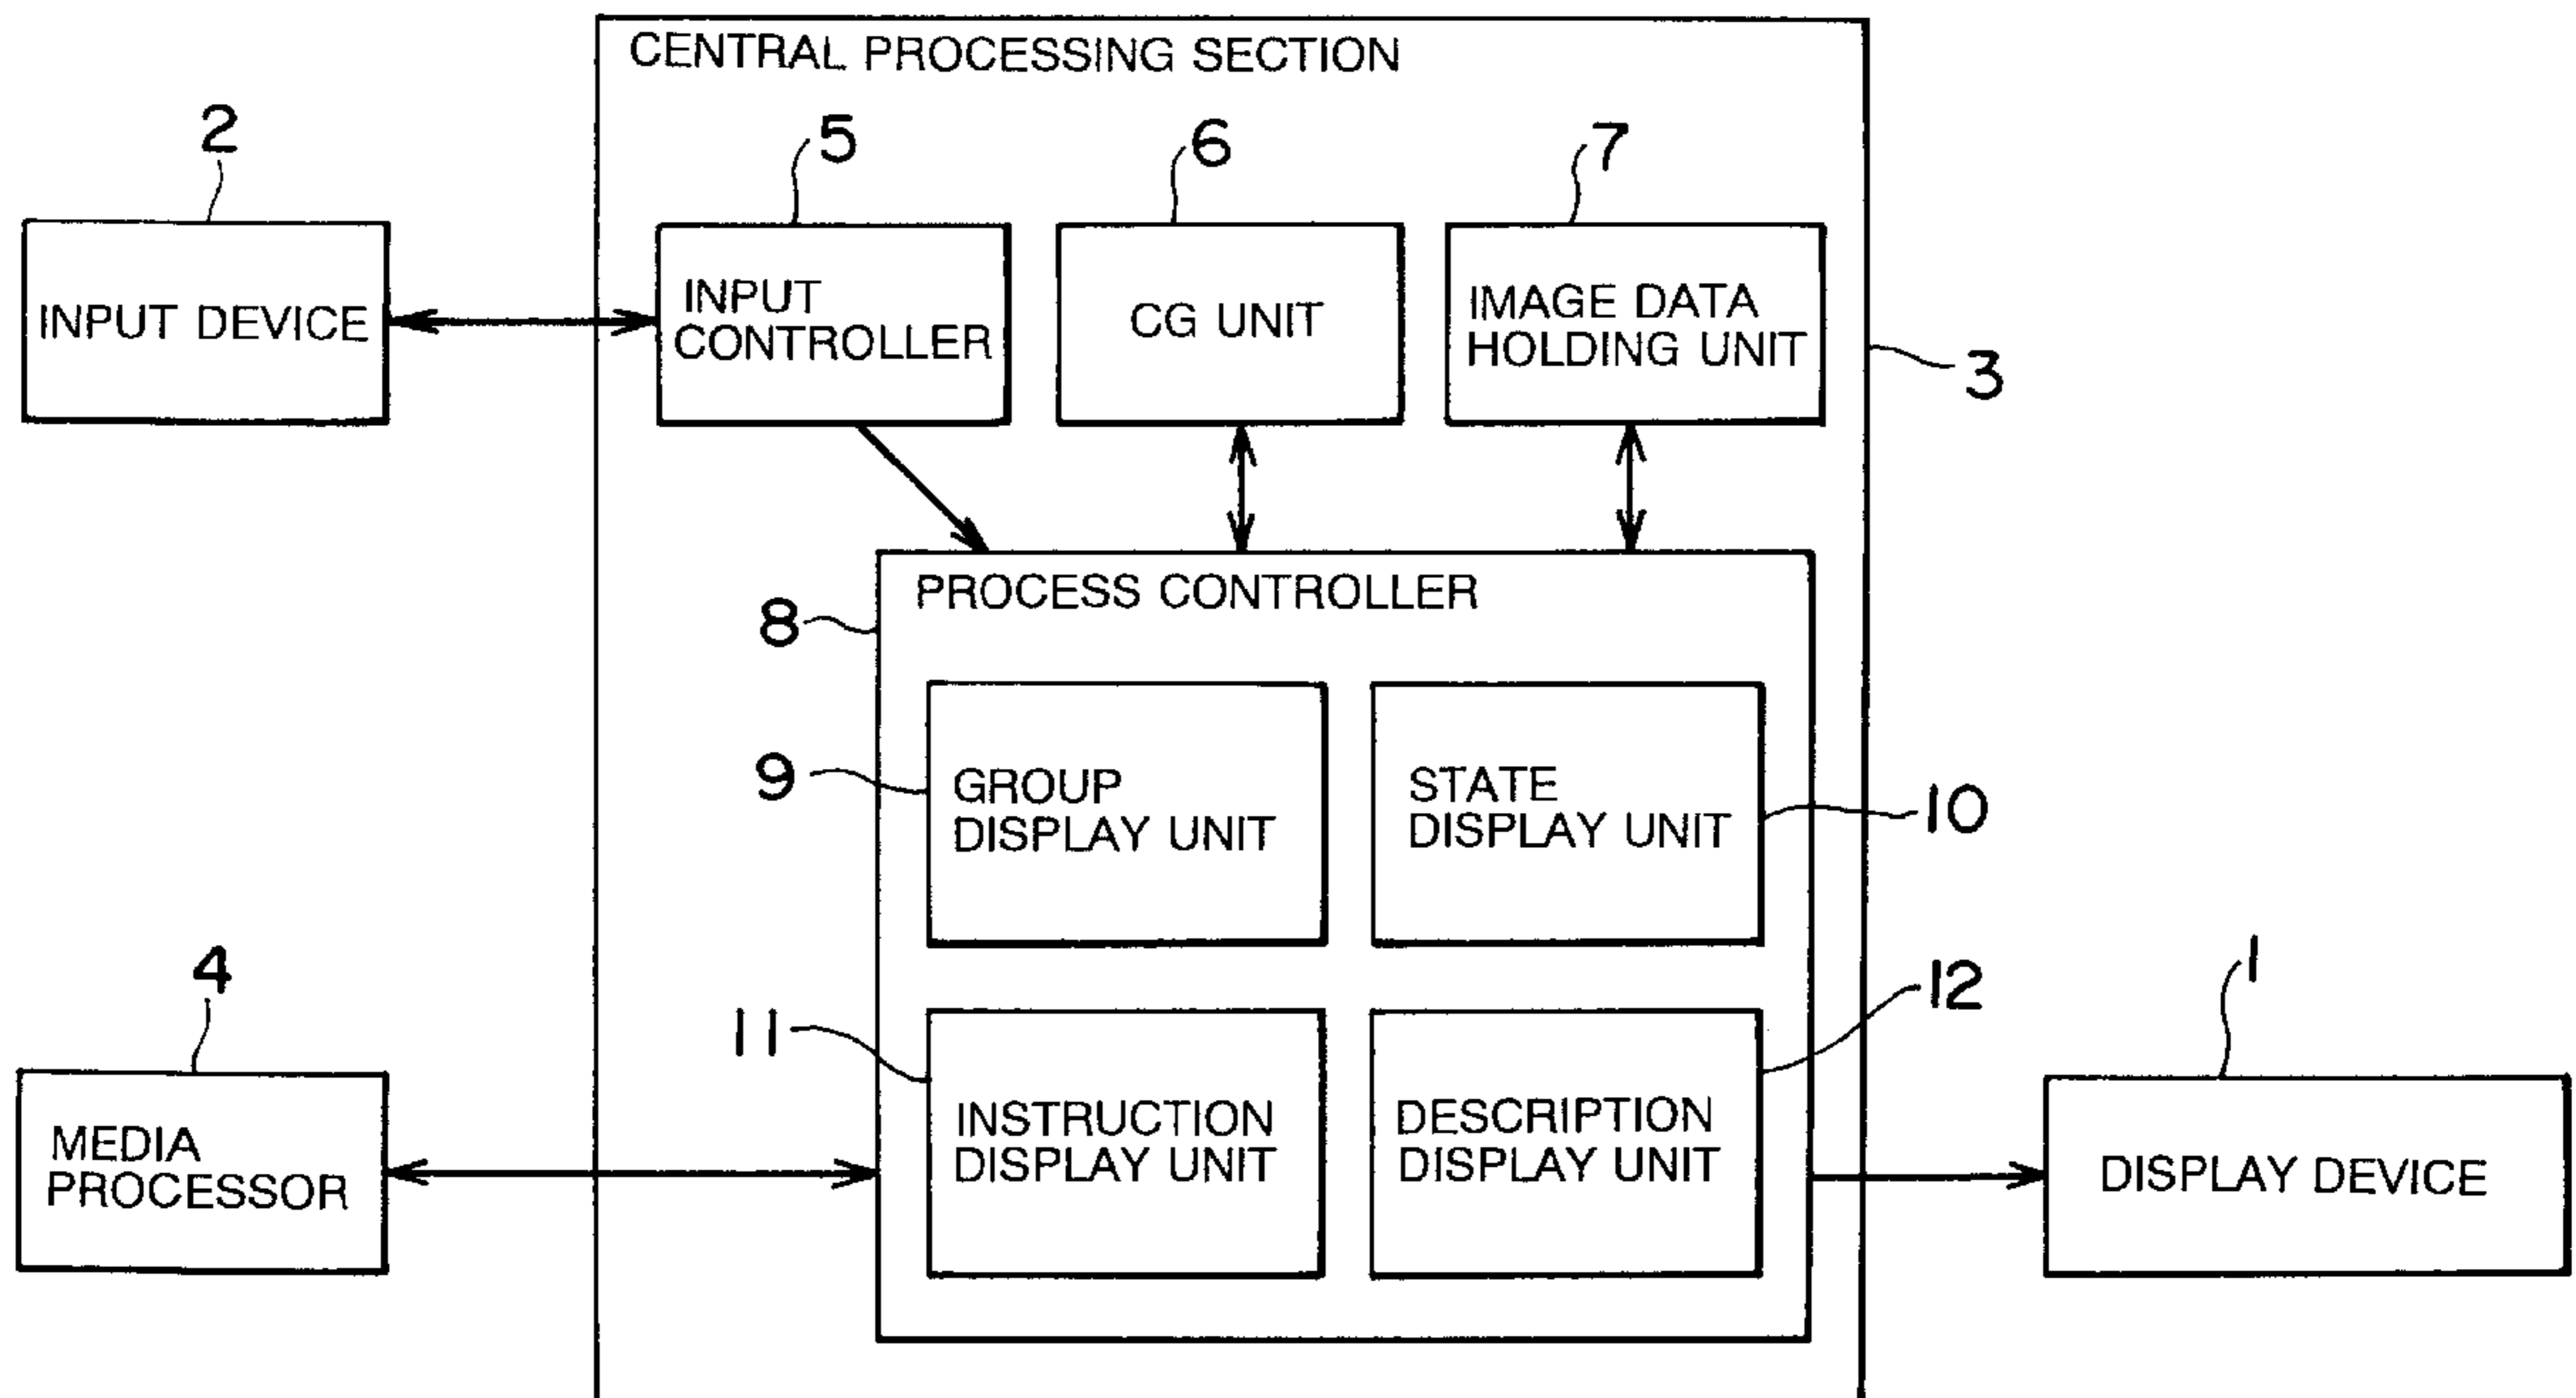 CENTRAL PROCESSING SECTION
2
5
6
7
INPUT DEVICE
INPUT
CONTROLLER
CG UNIT
IMAGE DATA
HOLDING UNIT
3
PROCESS CONTROLLER
8
9
GROUP
DISPLAY UNIT
STATE
DISPLAY UNIT
10
4
11
12
1
MEDIA
PROCESSOR
INSTRUCTION
DISPLAY UNIT
DESCRIPTION
DISPLAY UNIT
DISPLAY DEVICE